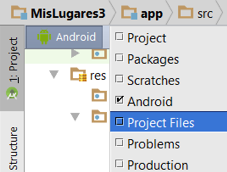 MisLugares3 app src
Android
Project
Packages
Scratches
Android
Project Files
Problems
Production
res
1: Project
Structure